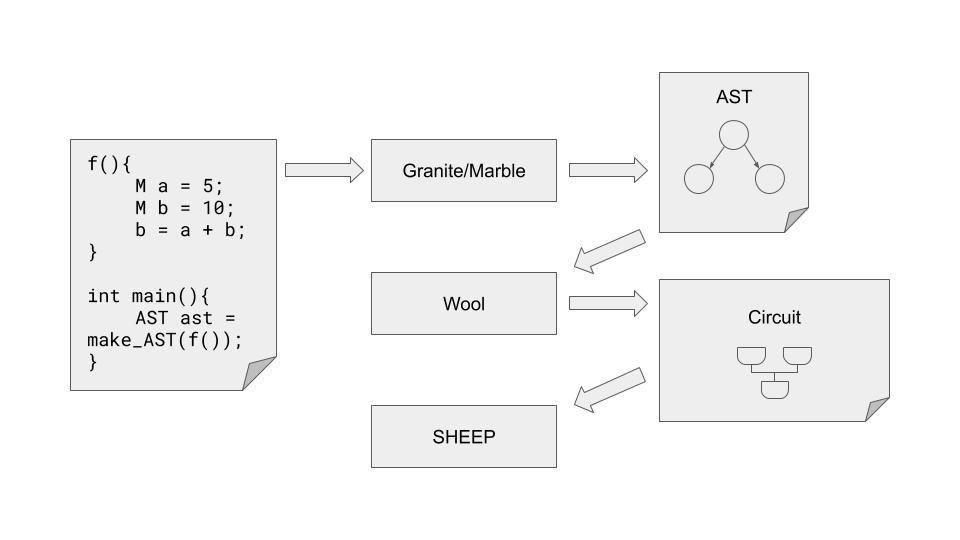 f(){
    M a = 5;
    M b = 10;
    b = a + b;
}

int main(){
    AST ast =
make_AST(f());
}
Granite/Marble
AST
Wool
Circuit
SHEEP